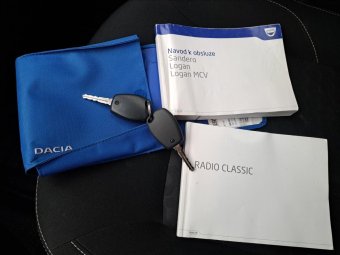 Návod k obsluze
Sandero
Logan
Logan MCV
DACIA
RADIO CLASSIC